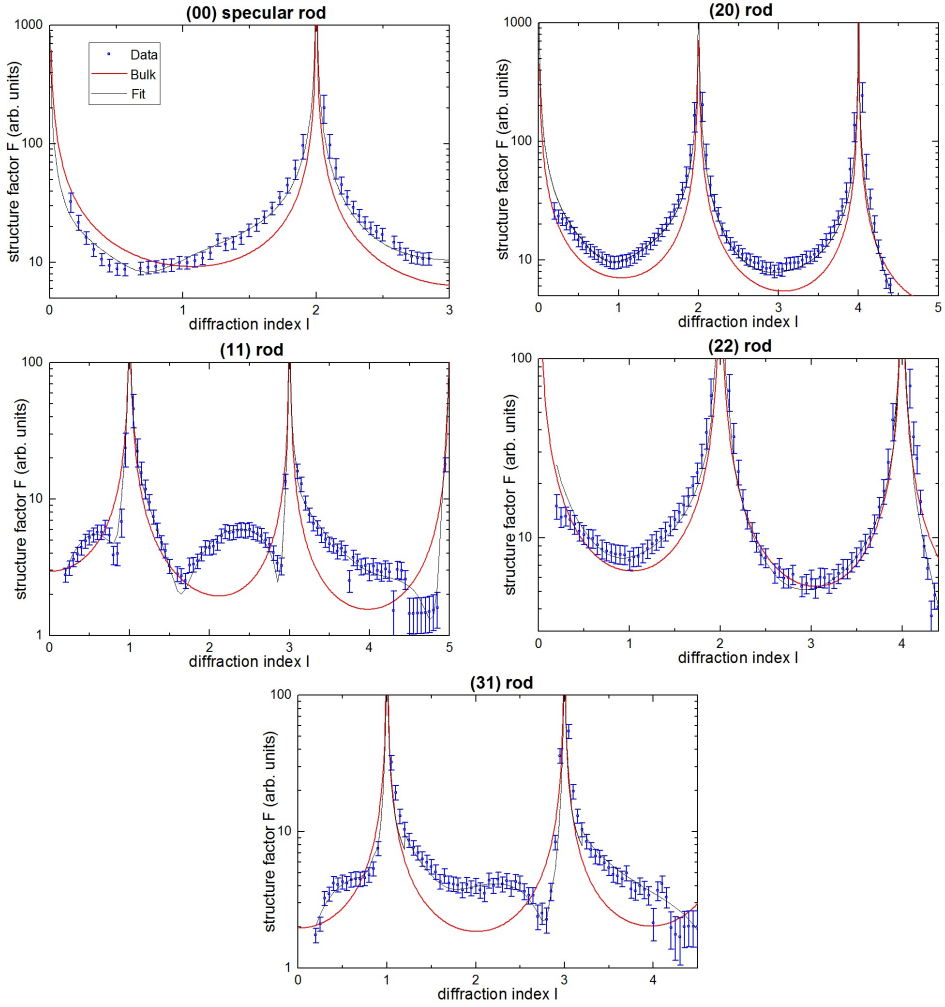 (00) specular rod
1000
100
10
structure factor F (arb. units)
Data
Bulk
Fit
0 1 2 3
diffraction index l
(20) rod
1000
100
10
structure factor F (arb. units)
0 1 2 3 4 5
diffraction index l
(11) rod
100
10
1
structure factor F (arb. units)
0 1 2 3 4 5
diffraction index l
(22) rod
100
10
structure factor F (arb. units)
0 1 2 3 4
diffraction index l
(31) rod
100
10
1
structure factor F (arb. units)
0 1 2 3 4
diffraction index l